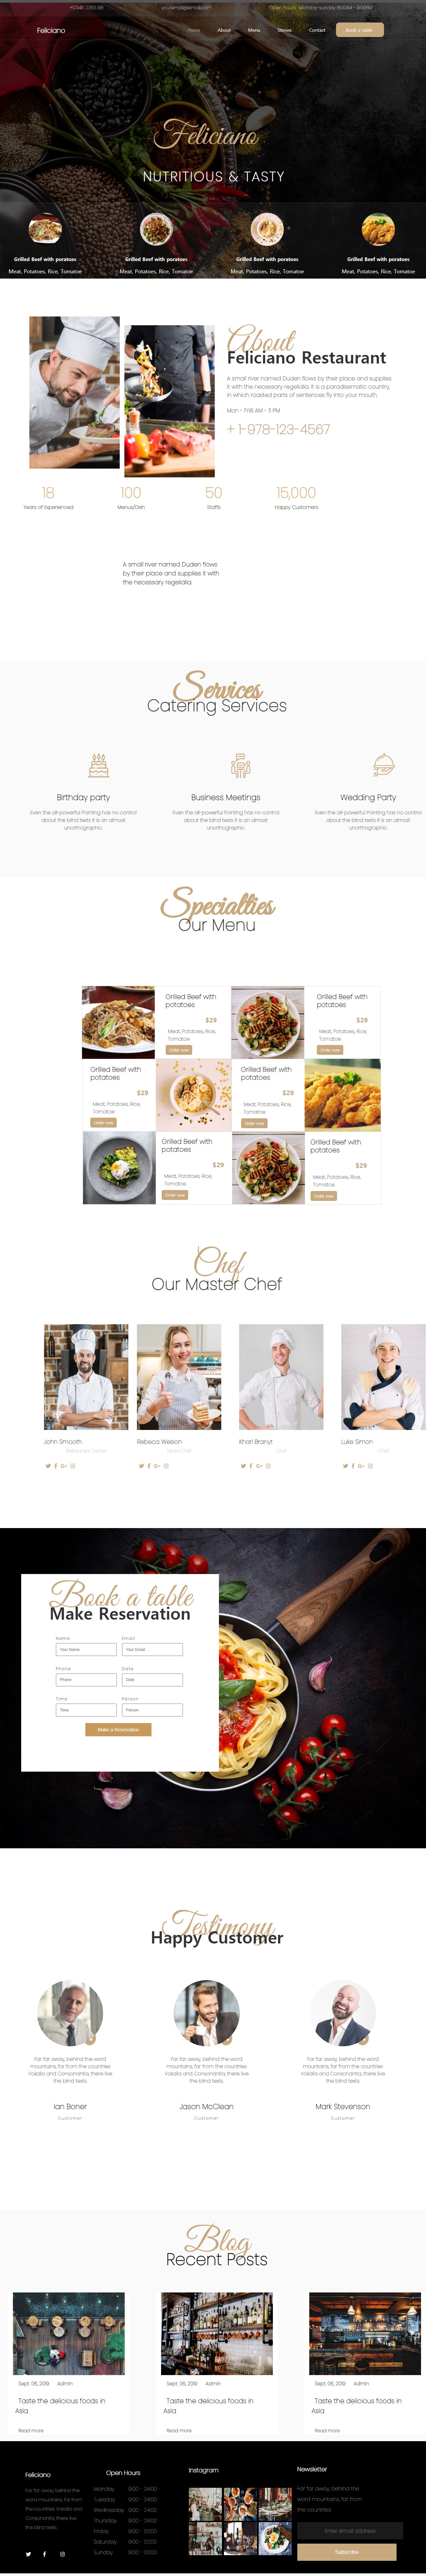 +12345 2355 98 youremail@email.com Open hours: Monday-sunday 8:00AM - 9:00PM
Feliciano Home About Menu Stories Contact Book a table
Feliciano
NUTRITIOUS & TASTY
Grilled Beef with poratoes Grilled Beef with poratoes Grilled Beef with poratoes Grilled Beef with poratoes
Meat, Potatoes, Rice, Tomatoe Meat, Potatoes, Rice, Tomatoe Meat, Potatoes, Rice, Tomatoe Meat, Potatoes, Rice, Tomatoe
About
Feliciano Restaurant
A small river named Duden flows by their place and supplies
it with the necessary regelialia. It is a paradisematic country,
in which roasted parts of sentences fly into your mouth.
Mon - Fri8 AM - 11 PM
+ 1-978-123-4567
18 100 50 15,000
Years of Experienced Menus/Dish Staffs Happy Customers
A small river named Duden flows
by their place and supplies it with
the necessary regelialia.
Services
Catering Services
Birthday party Business Meetings Wedding Party
Even the all-powerful Pointing has no control Even the all-powerful Pointing has no control Even the all-powerful Pointing has no control
about the blind texts it is an almost about the blind texts it is an almost about the blind texts it is an almost
unorthographic. unorthographic. unorthographic.
Specialties
Our Menu
Grilled Beef with Grilled Beef with
potatoes potatoes
$29 $29
Meat, Potatoes, Rice, Meat, Potatoes, Rice,
Tomatoe Tomatoe
Order now Order now
Grilled Beef with Grilled Beef with
potatoes potatoes
$29 $29
Meat, Potatoes, Rice, Meat, Potatoes, Rice,
Tomatoe Tomatoe
Order now Order now
Grilled Beef with Grilled Beef with
potatoes potatoes
$29 $29
Meat, Potatoes, Rice, Meat, Potatoes, Rice,
Tomatoe Tomatoe
Order now Order now
Chef
Our Master Chef
John Smooth Rebeca Welson Kharl Branyt Luke Simon
Restaurant Owner Head Chef Chef Chef
Book a table
Make Reservation
Name Email
Your Name Your Email
Phone Date
Phone Date
Time Person
Time Person
Make a Reservation
Testimony
Happy Customer
Far far away, behind the word Far far away, behind the word Far far away, behind the word
mountains, far from the countries mountains, far from the countries mountains, far from the countries
Vokalia and Consonantia, there live Vokalia and Consonantia, there live Vokalia and Consonantia, there live
the blind texts. the blind texts. the blind texts.
Ian Boner Jason McClean Mark Stevenson
Customer Customer Customer
Blog
Recent Posts
Sept. 06, 2019 Admin Sept. 06, 2019 Admin Sept. 06, 2019 Admin
Taste the delicious foods in Taste the delicious foods in Taste the delicious foods in
Asia Asia Asia
Read more Read more Read more
Feliciano Open Hours Instagram Newsletter
Far far away, behind the
word mountains, far from
the countries Vokalia and
Consonantia, there live
the blind texts.
Monday 9:00 - 24:00
Tuesday 9:00 - 24:00
Wednesday 9:00 - 24:00
Thursday 9:00 - 24:00
Friday 9:00 - 02:00
Saturday 9:00 - 02:00
Sunday 9:00 - 02:00
Far far away, behind the
word mountains, far from
the countries.
Enter email address
Subscribe